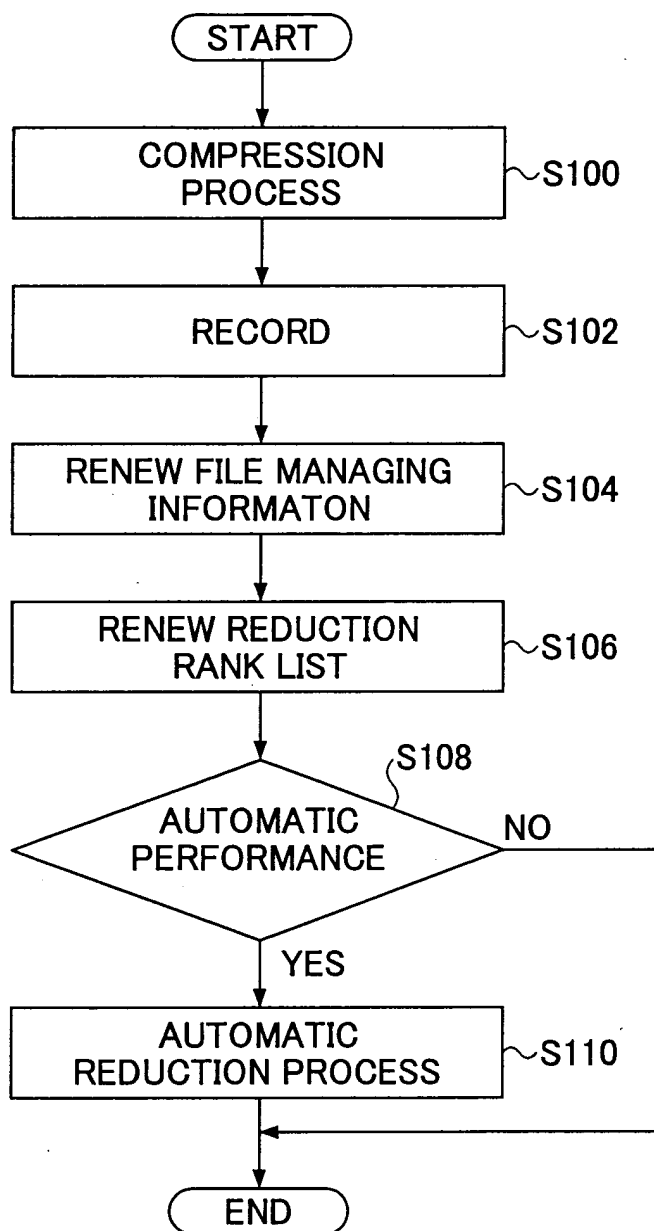 START
COMPRESSION
PROCESS
S100
RECORD
S102
RENEW FILE MANAGING
INFORMATON
S104
RENEW REDUCTION
RANK LIST
S106
S108
AUTOMATIC
PERFORMANCE
NO
YES
AUTOMATIC
REDUCTION PROCESS
S110
END